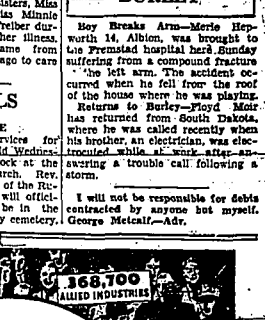 isters, Miss
iss Minnie
reiber dur-
her illness.
ame from
ago to care
LS
E
rvices for
ld Wednes-
ock at the
urch. Rev.
of the Ru-
will offici-
be in the
y cemetery.
Boy Breaks Arm—Merle Hep-
worth 14, Albion, was brought to
the Premstad hospital here Sunday
suffering from a compound fracture
the left arm. The accident oc-
curred when he fell from the roof
of the house where he was playing.
Returns to Burley—Floyd Moir
has returned from South Dakota,
where he was called recently when
his brother, an electrician, was elec-
trocuted while at work after an-
swering a trouble call following a
storm.
I will not be responsible for debts
contracted by anyone but myself.
George Metcalf.—Adv.
368,700
ALLIED INDUSTRIES